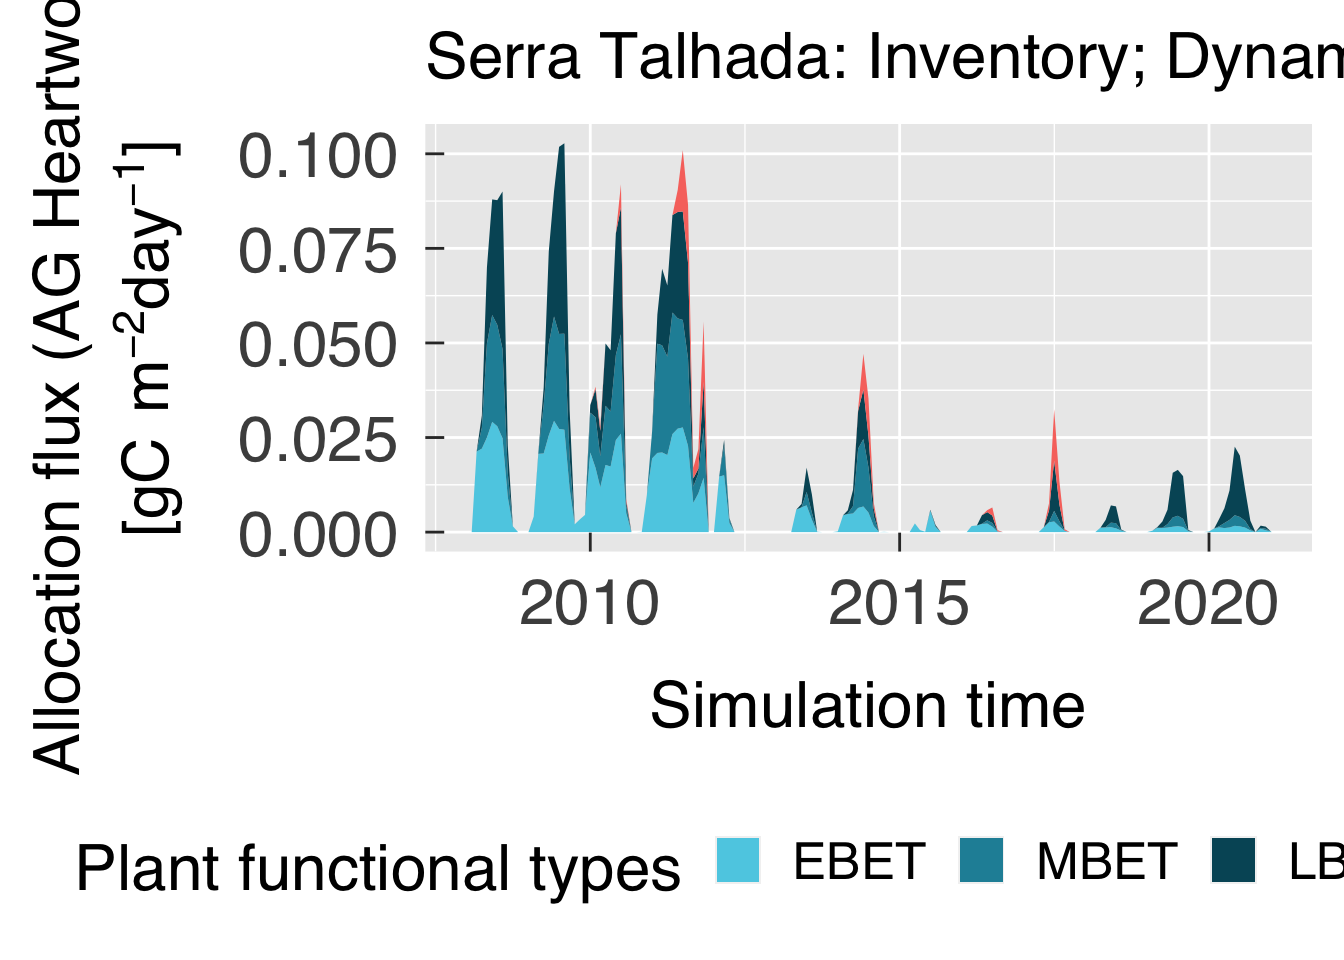 Serra Talhada: Inventory; Dynam
Allocation flux (AG Heartwo
[gC m−2day−1]
0.100
0.075
0.050
0.025
0.000
2010 2015 2020
Simulation time
Plant functional types EBET MBET LB